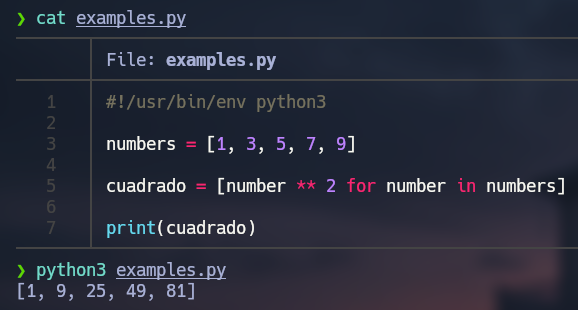 ❯ cat examples.py
File: examples.py
1 #!/usr/bin/env python3
2
3 numbers = [1, 3, 5, 7, 9]
4
5 cuadrado = [number ** 2 for number in numbers]
6
7 print(cuadrado)
❯ python3 examples.py
[1, 9, 25, 49, 81]